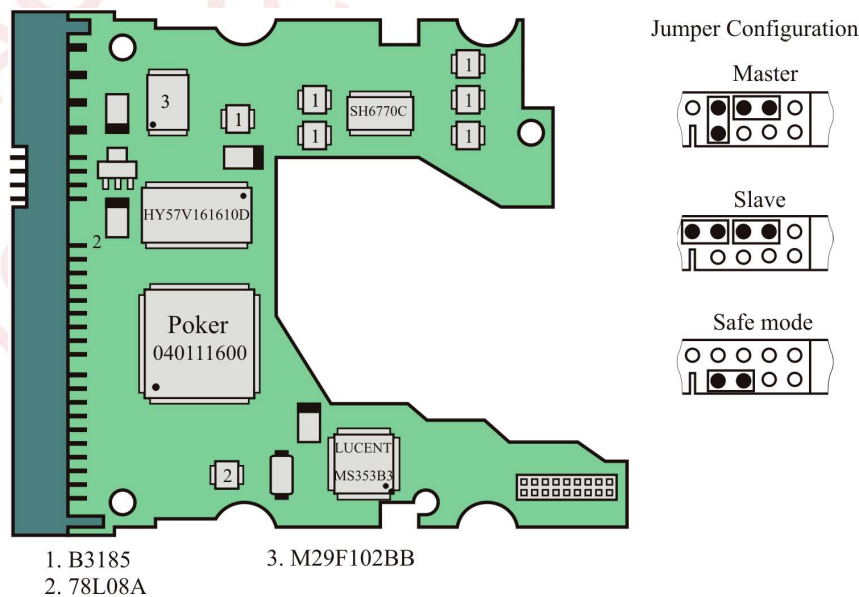 Jumper Configuration
Master
Slave
Safe mode
3
1
1
1
SH6770C
1
1
1
HY57V161610D
2
Poker
040111600
LUCENT
MS353B3
2
1. B3185
2. 78L08A
3. M29F102BB